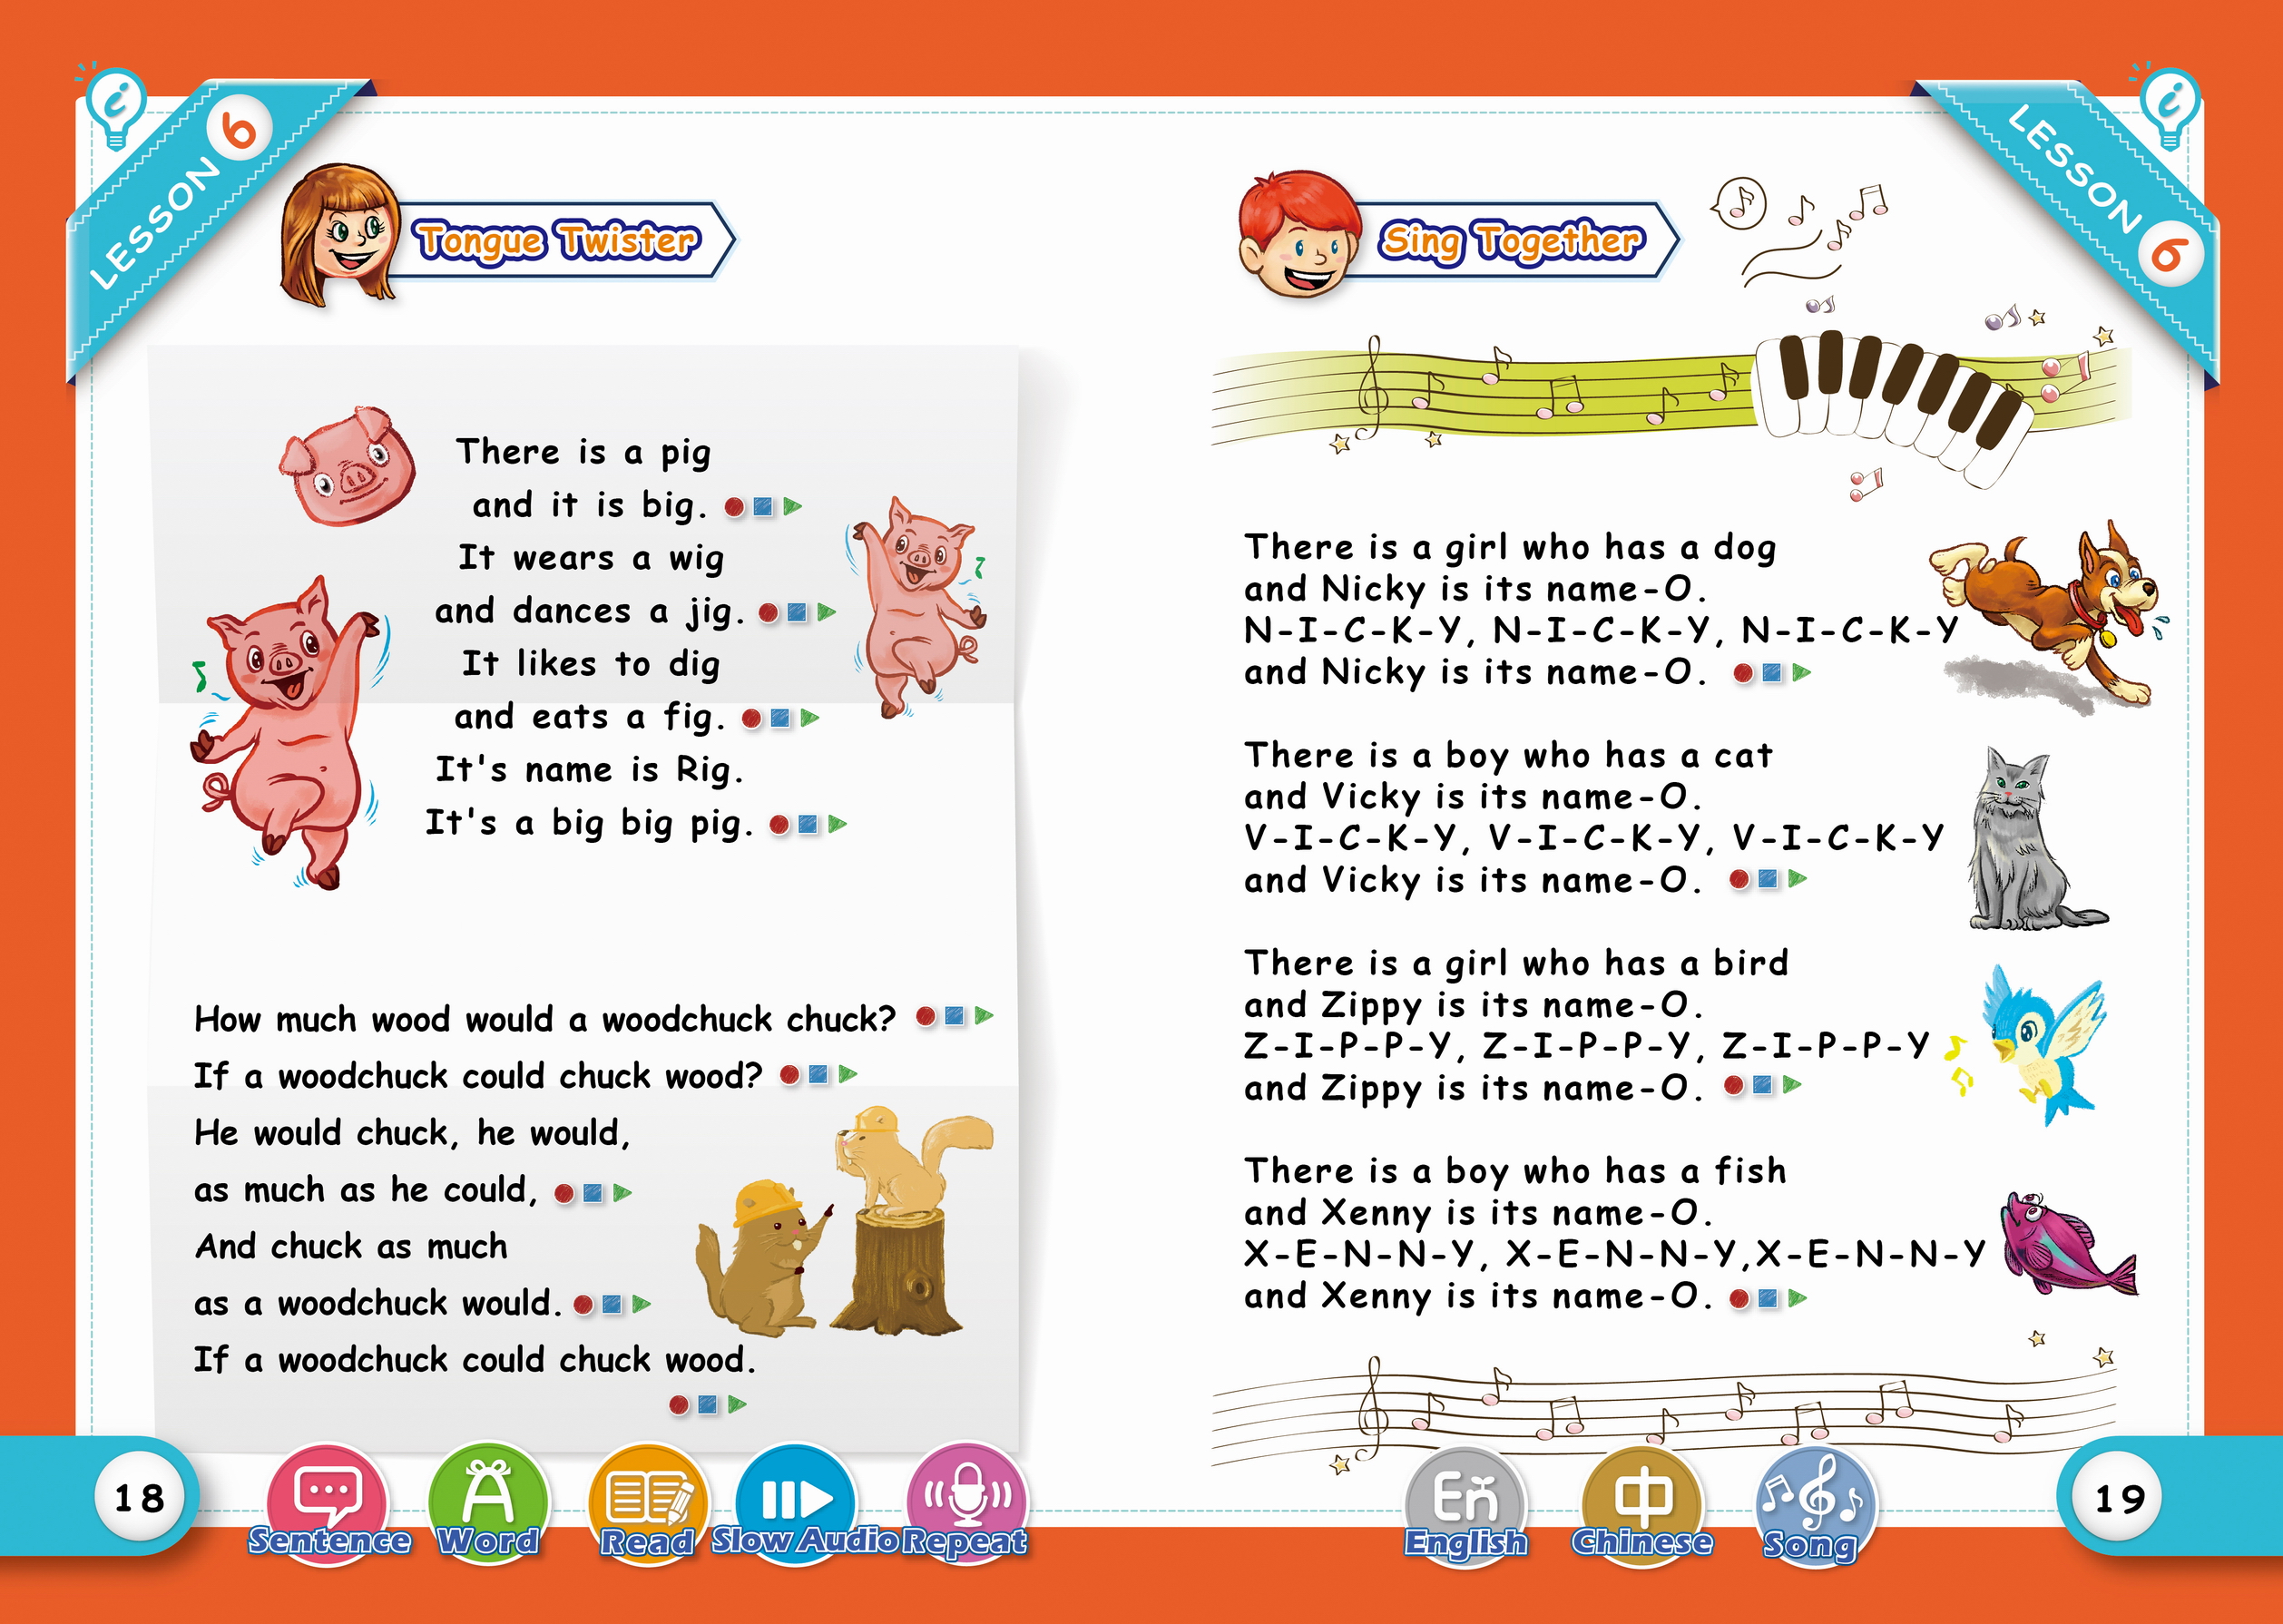 LESSON 6
Tongue Twister
There is a pig
and it is big.
It wears a wig
and dances a jig.
It likes to dig
and eats a fig.
It's name is Rig.
It's a big big pig.
How much wood would a woodchuck chuck?
If a woodchuck could chuck wood?
He would chuck, he would,
as much as he could,
And chuck as much
as a woodchuck would.
If a woodchuck could chuck wood.
18
Sentence
A
Word
Read
Slow Audio
Repeat
LESSON 6
Sing Together
There is a girl who has a dog
and Nicky is its name-O.
N-I-C-K-Y, N-I-C-K-Y, N-I-C-K-Y
and Nicky is its name-O.
There is a boy who has a cat
and Vicky is its name-O.
V-I-C-K-Y, V-I-C-K-Y, V-I-C-K-Y
and Vicky is its name-O.
There is a girl who has a bird
and Zippy is its name-O.
Z-I-P-P-Y, Z-I-P-P-Y, Z-I-P-P-Y
and Zippy is its name-O.
There is a boy who has a fish
and Xenny is its name-O.
X-E-N-N-Y, X-E-N-N-Y,X-E-N-N-Y
and Xenny is its name-O.
En
English
中
Chinese
Song
19